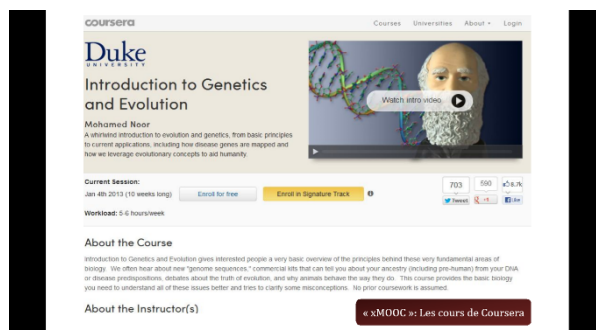 coursera
Courses Universities About Login
Duke
UNIVERSITY
Introduction to Genetics
and Evolution
Mohamed Noor
A whirlwind introduction to evolution and genetics, from basic principles
to current applications, including how disease genes are mapped and
how we leverage evolutionary concepts to aid humanity.
Watch intro video
Current Session:
Jan 4th 2013 (10 weeks long) Enroll for free Enroll in Signature Track
703 590 8.7k
Tweet +1 Like
Workload: 5-6 hours/week
About the Course
Introduction to Genetics and Evolution gives interested people a very basic overview of the principles behind these very fundamental areas of
biology. We often hear about new "genome sequences," commercial kits that can tell you about your ancestry (including pre-human) from your DNA
or disease predispositions, debates about the truth of evolution, and why animals behave the way they do. This course provides the basic biology
you need to understand all of these issues better and tries to clarify some misconceptions. No prior coursework is assumed.
About the Instructor(s)
« xMOOC »: Les cours de Coursera